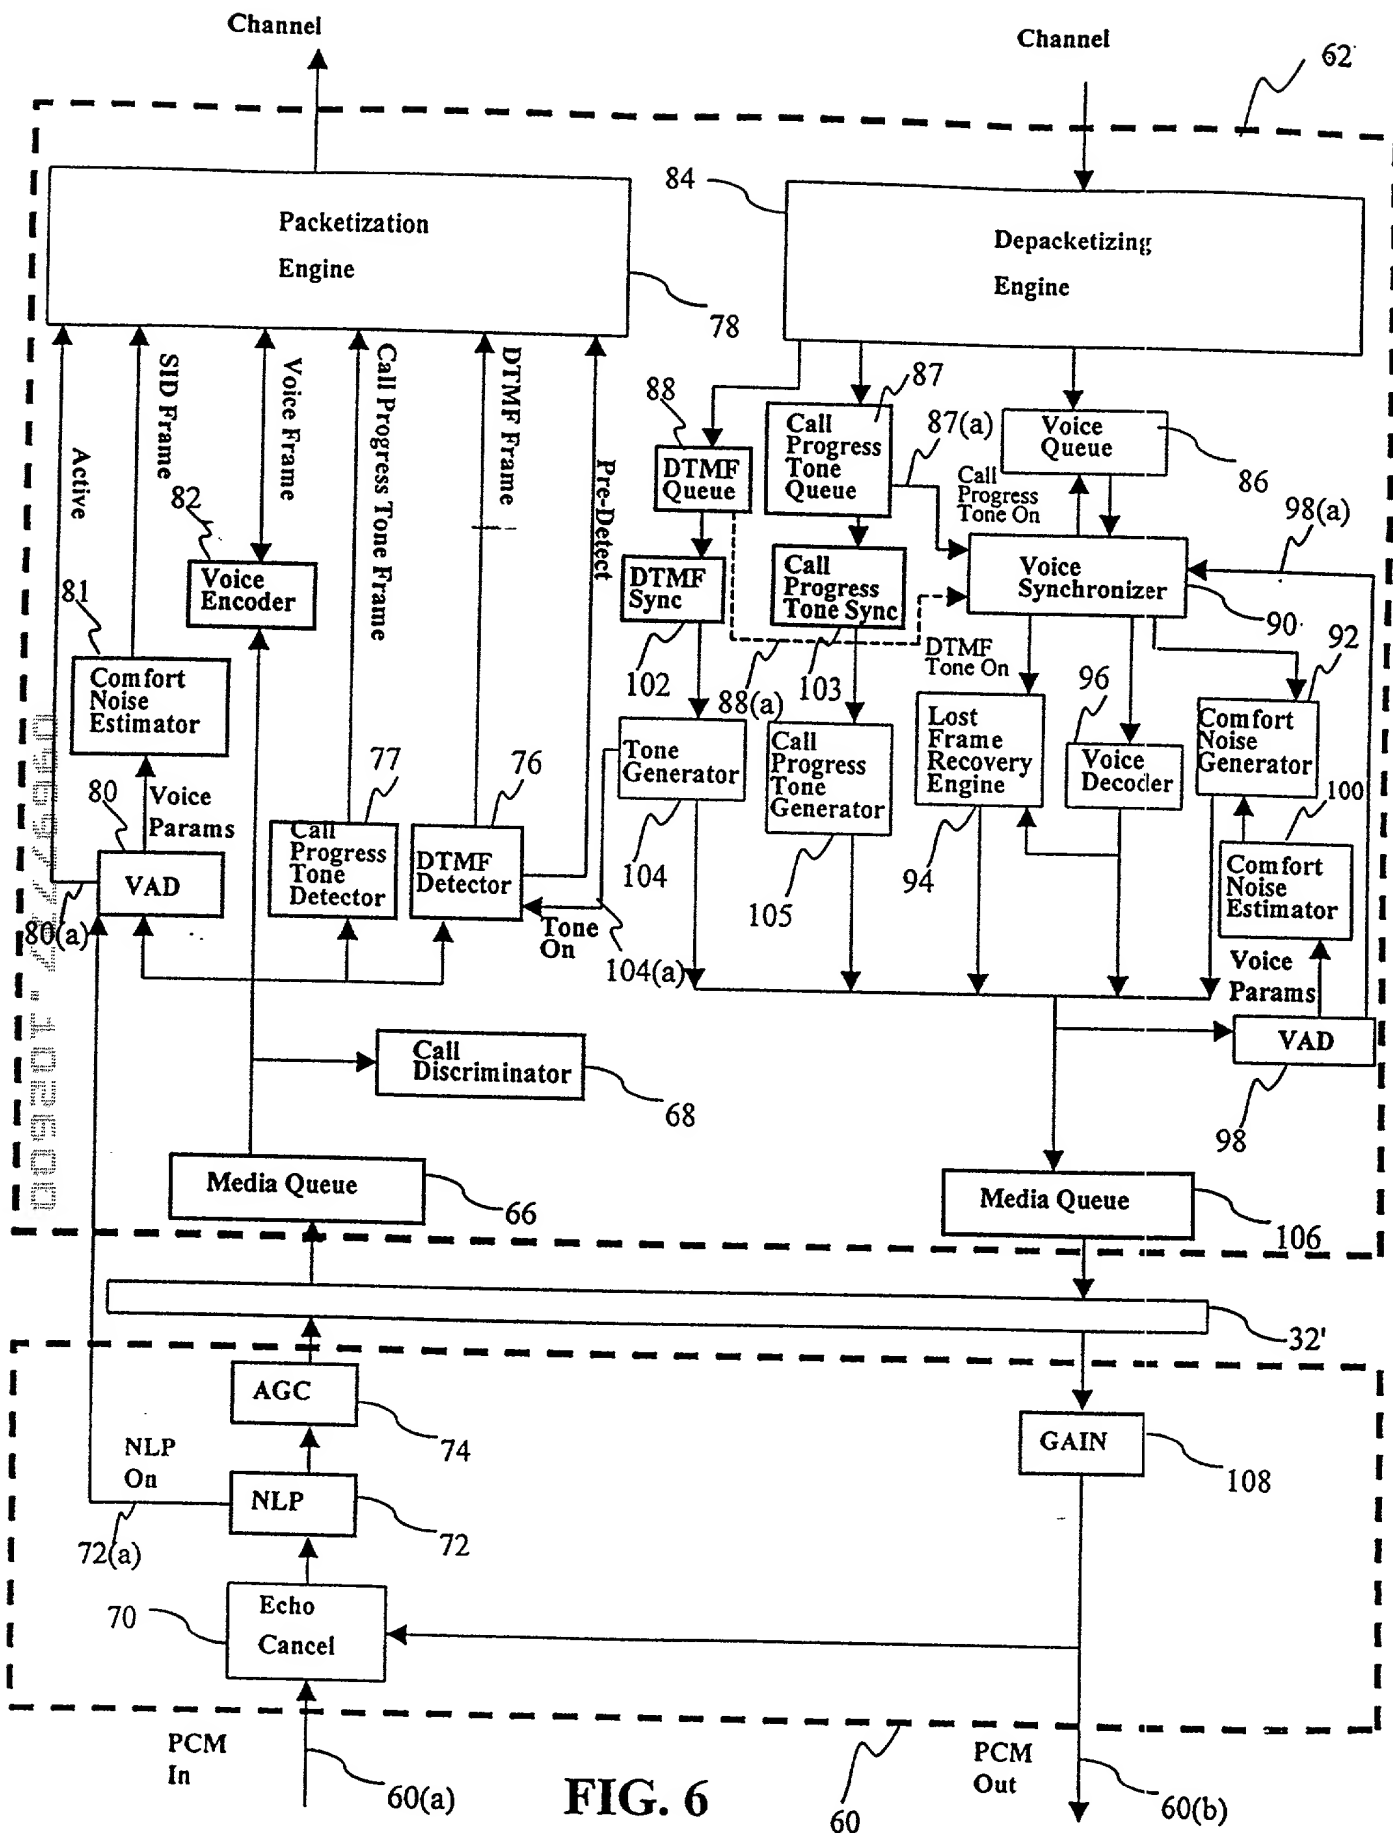 Channel
Channel
62
Packetization
Engine
78
84
Depacketizing
Engine
Active
SID Frame
Voice Frame
Call Progress Tone Frame
DTMF Frame
Pre-Detect
88
DTMF
Queue
87
Call
Progress
Tone
Queue
87(a)
Call
Progress
Tone On
Voice
Queue
86
98(a)
82
Voice
Encoder
DTMF
Sync
102
Call
Progress
Tone Sync
103
88(a)
Voice
Synchronizer
90
DTMF
Tone On
92
81
Comfort
Noise
Estimator
Voice
Params
80
VAD
80(a)
77
Call
Progress
Tone
Detector
76
DTMF
Detector
Tone
On
Tone
Generator
104
104(a)
Call
Progress
Tone
Generator
105
Lost
Frame
Recovery
Engine
94
96
Voice
Decoder
Comfort
Noise
Generator
100
Comfort
Noise
Estimator
Voice
Params
VAD
98
Call
Discriminator
68
Media Queue
66
Media Queue
106
32'
AGC
74
GAIN
108
NLP
On
NLP
72
72(a)
70
Echo
Cancel
PCM
In
60(a)
FIG. 6
60
PCM
Out
60(b)